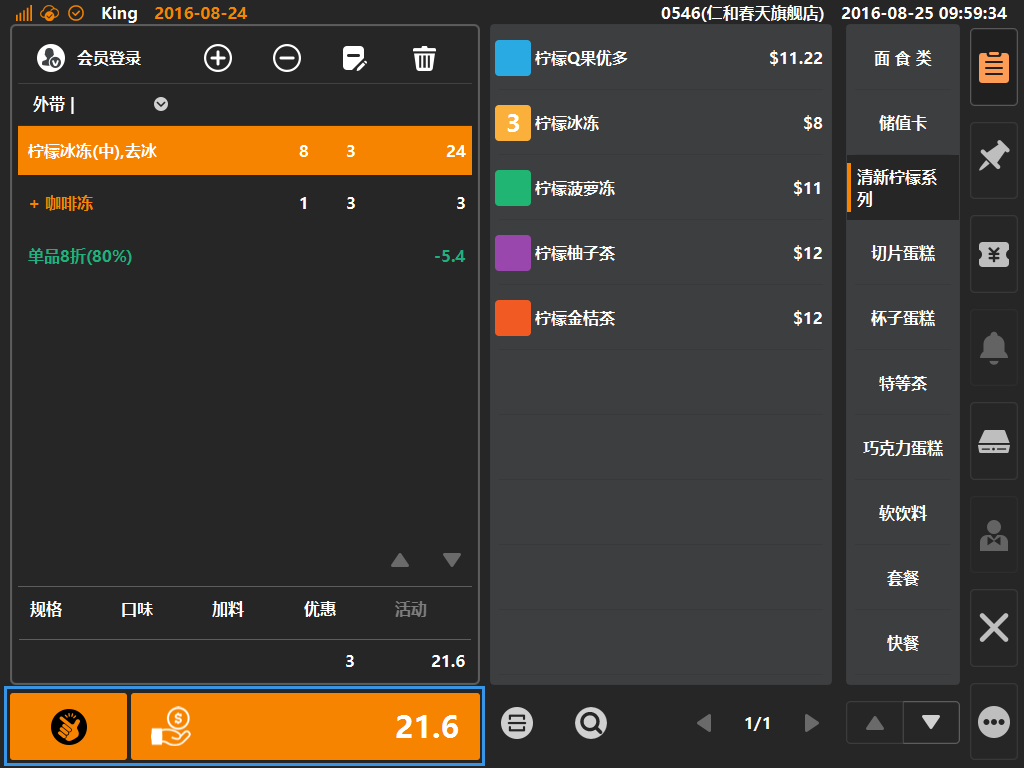 King 2016-08-24
0546(仁和春天旗舰店) 2016-08-25 09:59:34
会员登录
外带 |
柠檬冰冻(中),去冰 8 3 24
+ 咖啡冻 1 3 3
单品8折(80%) -5.4
规格 口味 加料 优惠 活动
3 21.6
21.6
柠檬Q果优多 $11.22
3 柠檬冰冻 $8
柠檬菠萝冻 $11
柠檬柚子茶 $12
柠檬金桔茶 $12
1/1
面 食 类
储值卡
清新柠檬系
列
切片蛋糕
杯子蛋糕
特等茶
巧克力蛋糕
软饮料
套餐
快餐
¥